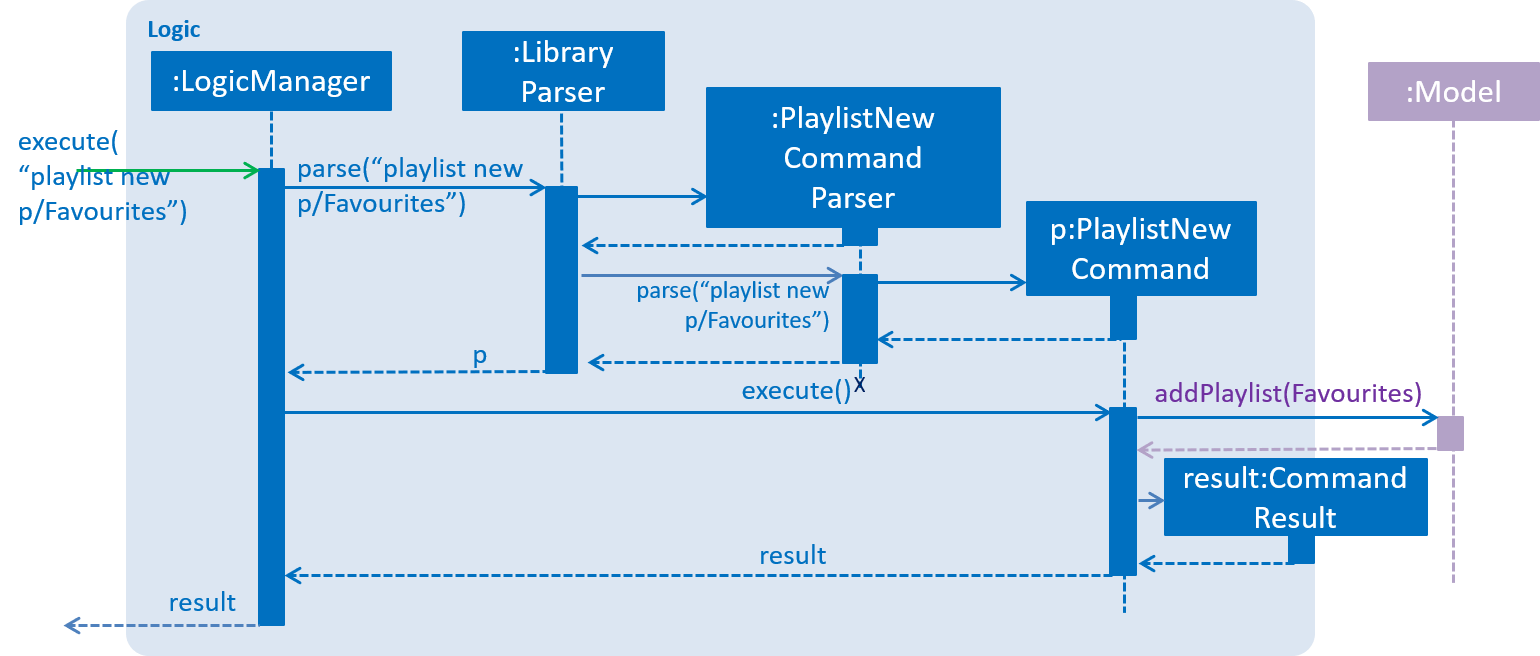 Logic
:LogicManager
:Library
Parser
:PlaylistNew
Command
Parser
:Model
execute(
“playlist new
p/Favourites”)
parse(“playlist new
p/Favourites”)
p:PlaylistNew
Command
parse(“playlist new
p/Favourites”)
p
X
execute()
addPlaylist(Favourites)
result:Command
Result
result
result